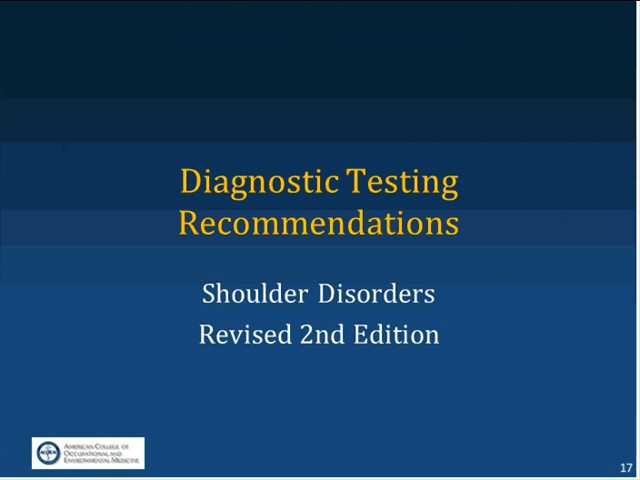 Diagnostic Testing
Recommendations
Shoulder Disorders
Revised 2nd Edition
AMERICAN COLLEGE OF
OCCUPATIONAL AND
ENVIRONMENTAL MEDICINE
17